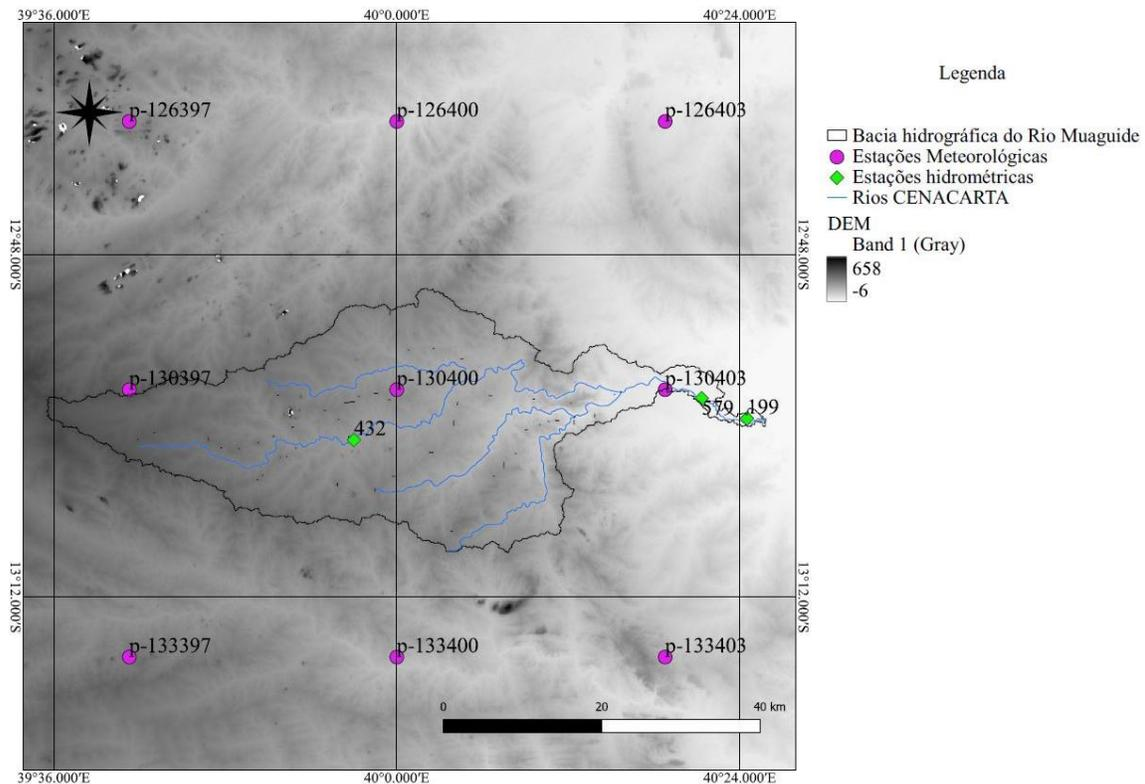 39°36.000'E 40°0.000'E 40°24.000'E
Legenda
p-126397 p-126400 p-126403
Bacia hidrográfica do Rio Muaguide
Estações Meteorológicas
Estações hidrométricas
Rios CENACARTA
DEM
Band 1 (Gray)
658
-6
12°48.000'S 12°48.000'S
p-130397 p-130400 p-130403
579 199
432
13°12.000'S 13°12.000'S
p-133397 p-133400 p-133403
0 20 40 km
39°36.000'E 40°0.000'E 40°24.000'E